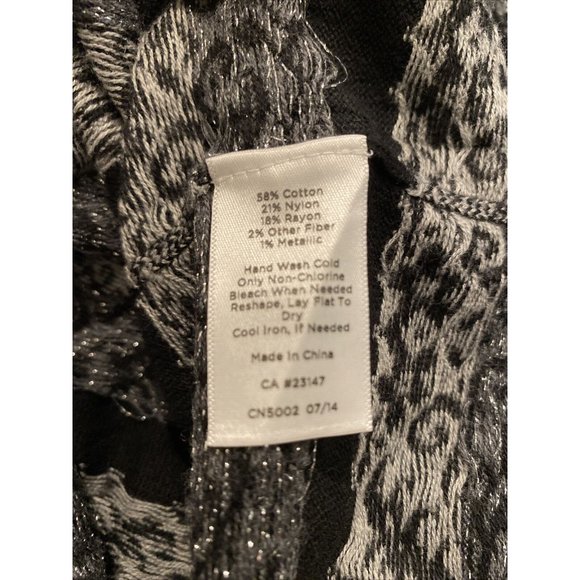 58% Cotton
21% Nylon
18% Rayon
2% Other Fiber
1% Metallic
Hand Wash Cold
Only Non-Chlorine
Bleach When Needed
Reshape, Lay Flat To
Dry
Cool Iron, If Needed
Made In China
CA #23147
CN5002 07/14